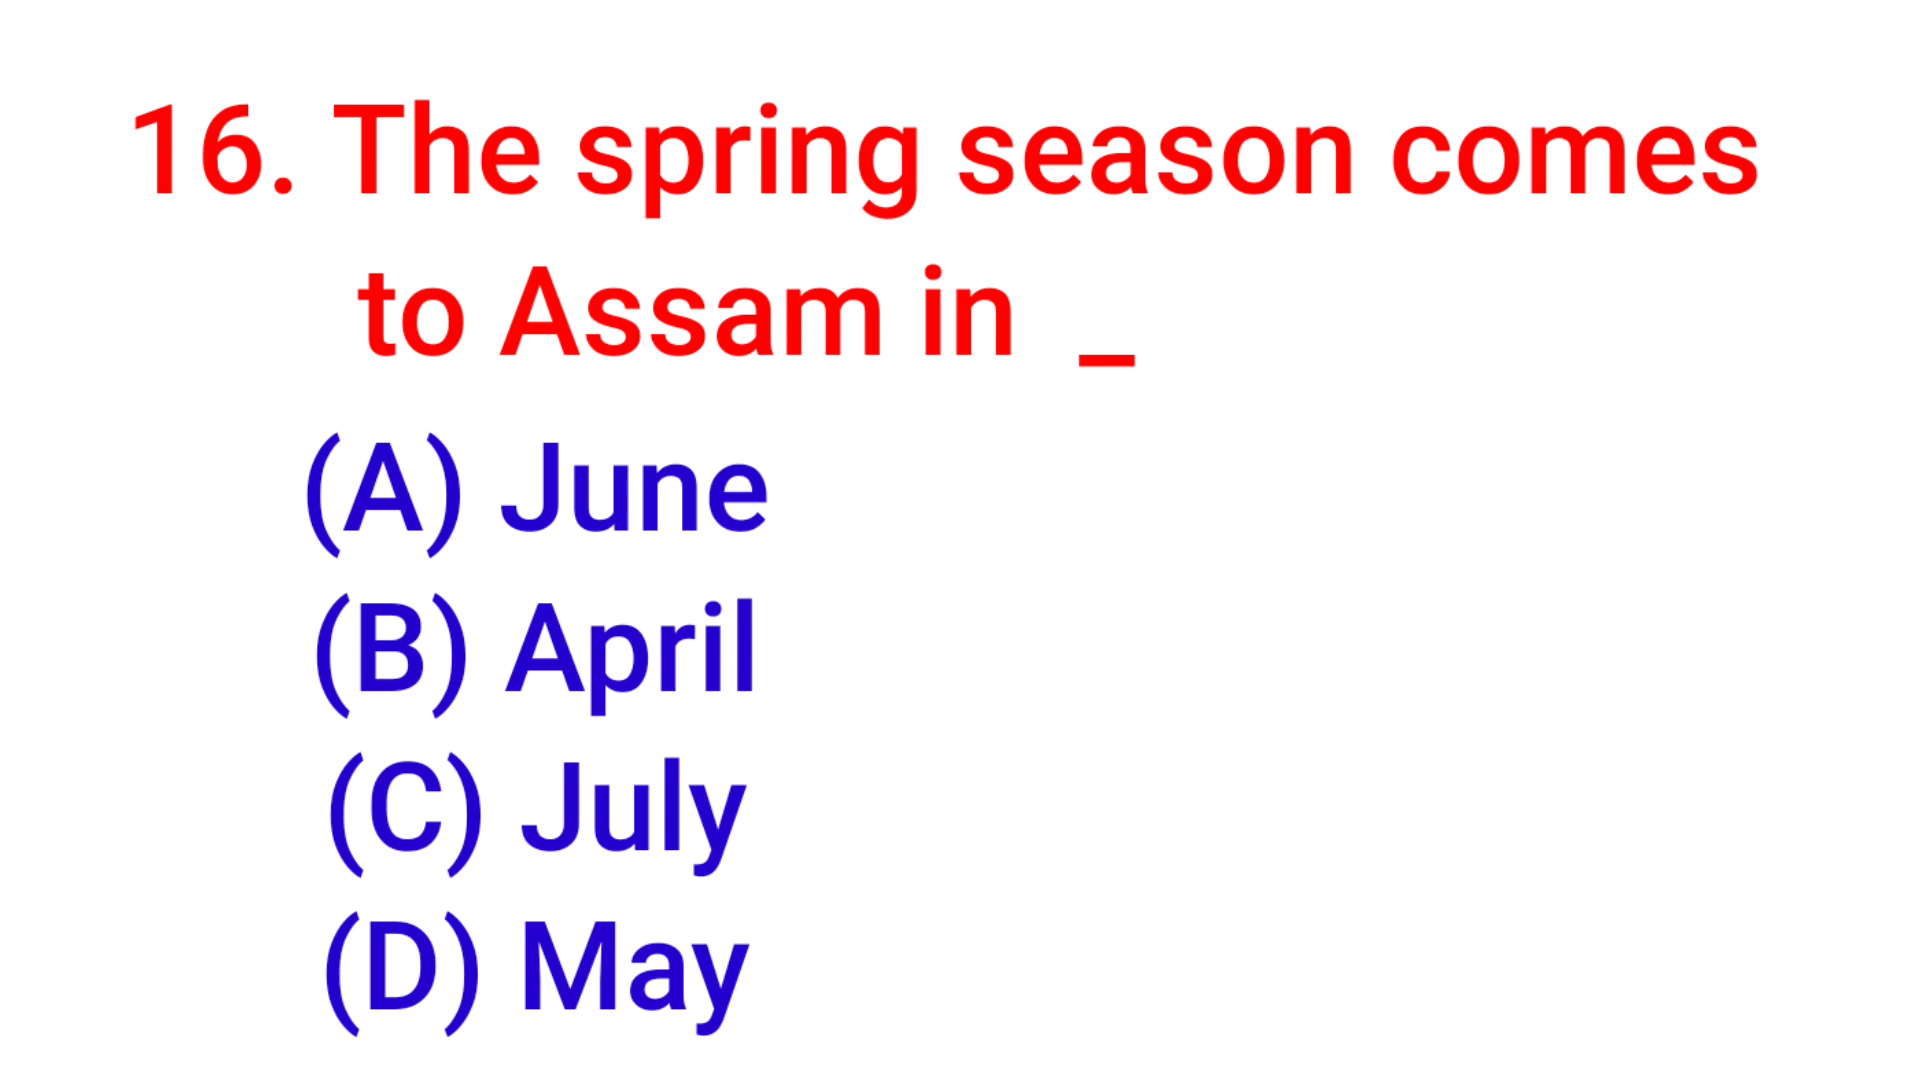 16. The spring season comes
to Assam in _
(A) June
(B) April
(C) July
(D) May